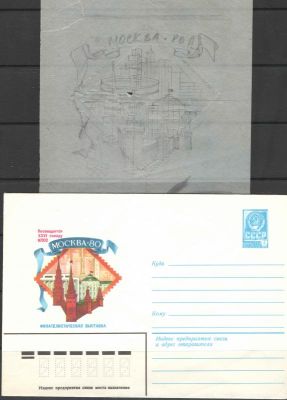 МОСКВА-80
Посвящается
XXVI съезду
КПСС
МОСКВА-80
ФИЛАТЕЛИСТИЧЕСКАЯ ВЫСТАВКА
СССР
Куда
Кому
Индекс предприятия связи
и адрес отправителя
Индекс предприятия связи места назначения